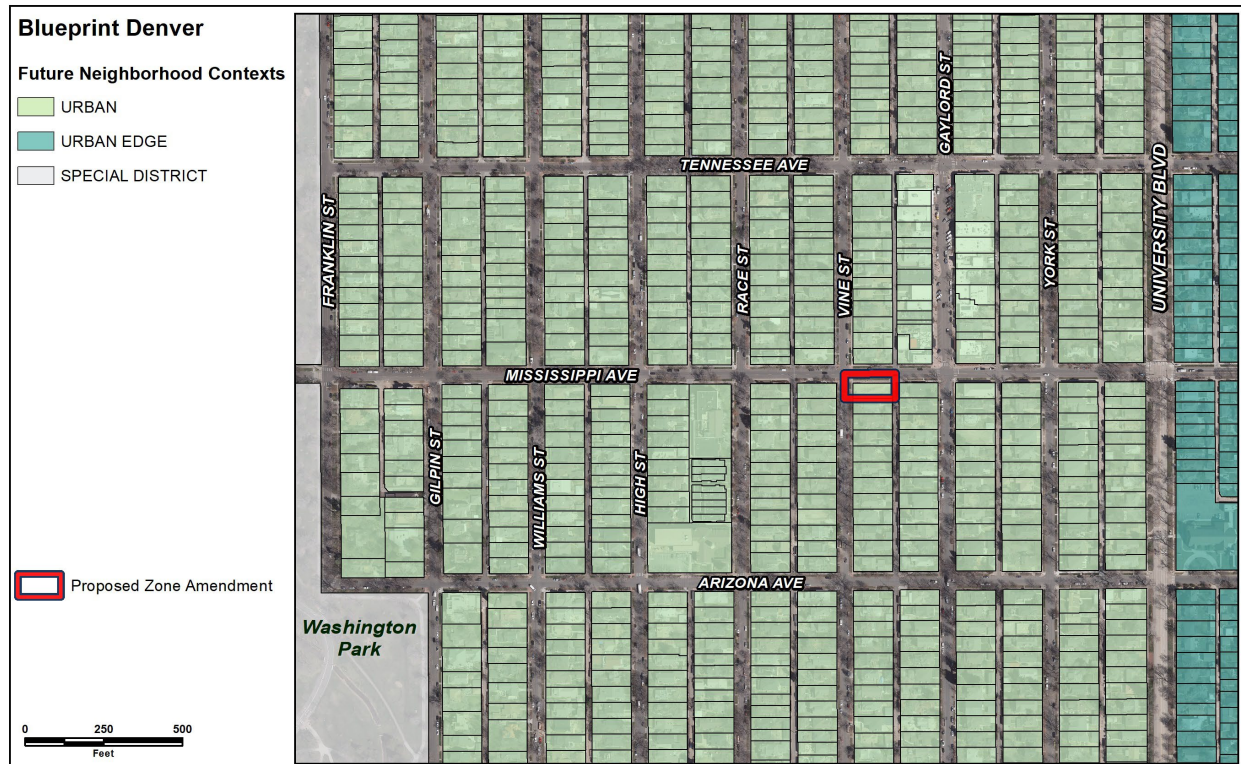 Blueprint Denver
Future Neighborhood Contexts
URBAN
URBAN EDGE
SPECIAL DISTRICT
Proposed Zone Amendment
0 250 500
Feet
TENNESSEE AVE
MISSISSIPPI AVE
ARIZONA AVE
FRANKLIN ST
GILPIN ST
WILLIAMS ST
HIGH ST
RACE ST
VINE ST
GAYLORD ST
YORK ST
UNIVERSITY BLVD
Washington
Park